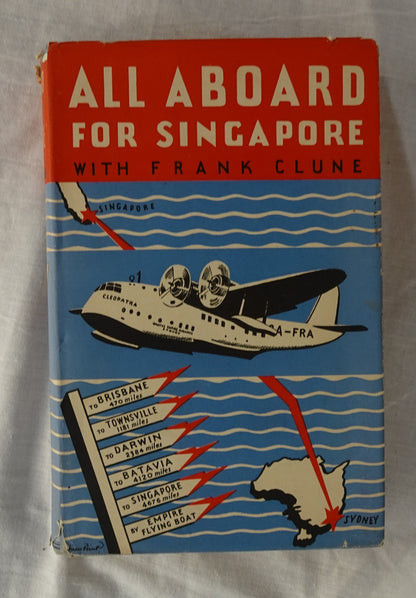 ALL ABOARD
FOR SINGAPORE
WITH FRANK CLUNE
SINGAPORE
CLEOPATRA
A-FRA
TO BRISBANE
470 miles
TO TOWNSVILLE
1181 miles
TO DARWIN
2384 miles
TO BATAVIA
4120 miles
TO SINGAPORE
4676 miles
BY EMPIRE
FLYING BOAT
SYDNEY